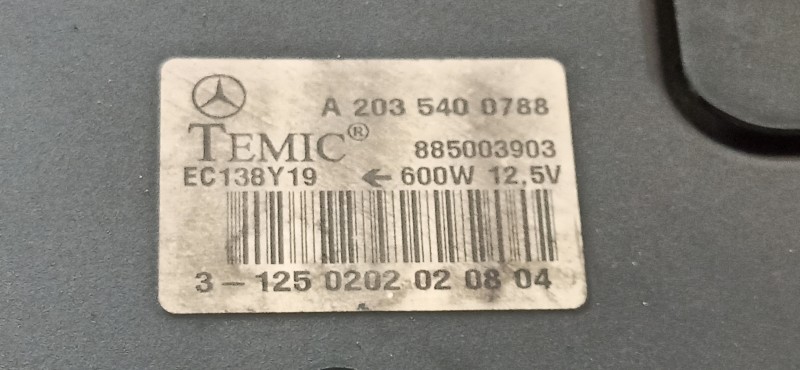 A 203 540 0788
TEMIC®
885003903
EC138Y19 ← 600W 12,5V
3-125 0202 02 08 04